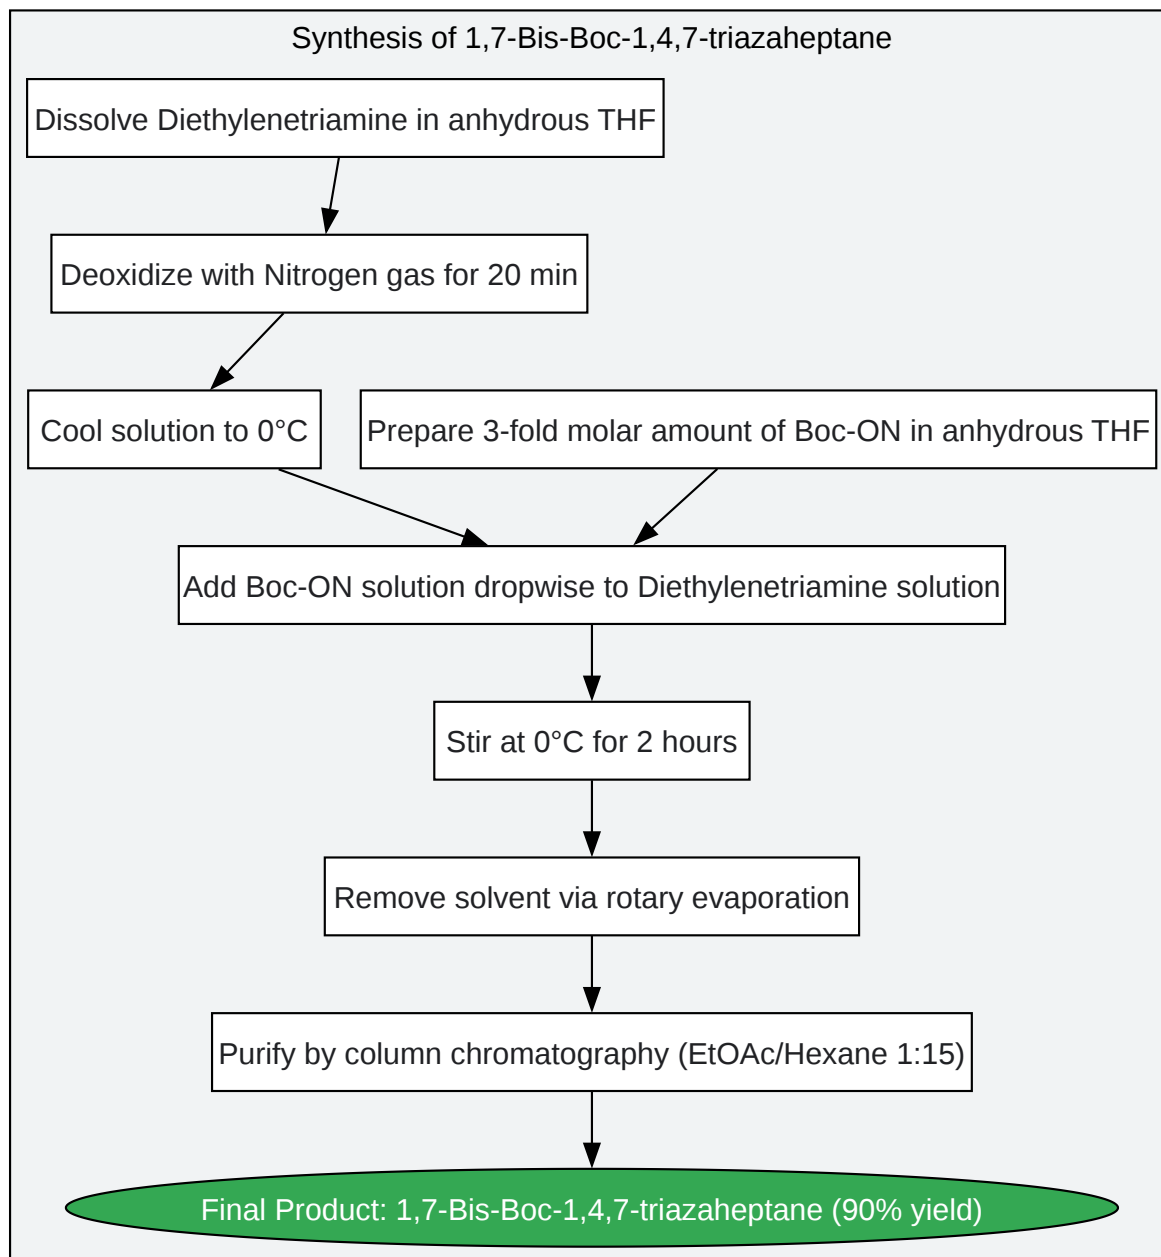 Synthesis of 1,7-Bis-Boc-1,4,7-triazaheptane
Dissolve Diethylenetriamine in anhydrous THF
Deoxidize with Nitrogen gas for 20 min
Cool solution to 0°C
Prepare 3-fold molar amount of Boc-ON in anhydrous THF
Add Boc-ON solution dropwise to Diethylenetriamine solution
Stir at 0°C for 2 hours
Remove solvent via rotary evaporation
Purify by column chromatography (EtOAc/Hexane 1:15)
Final Product: 1,7-Bis-Boc-1,4,7-triazaheptane (90% yield)